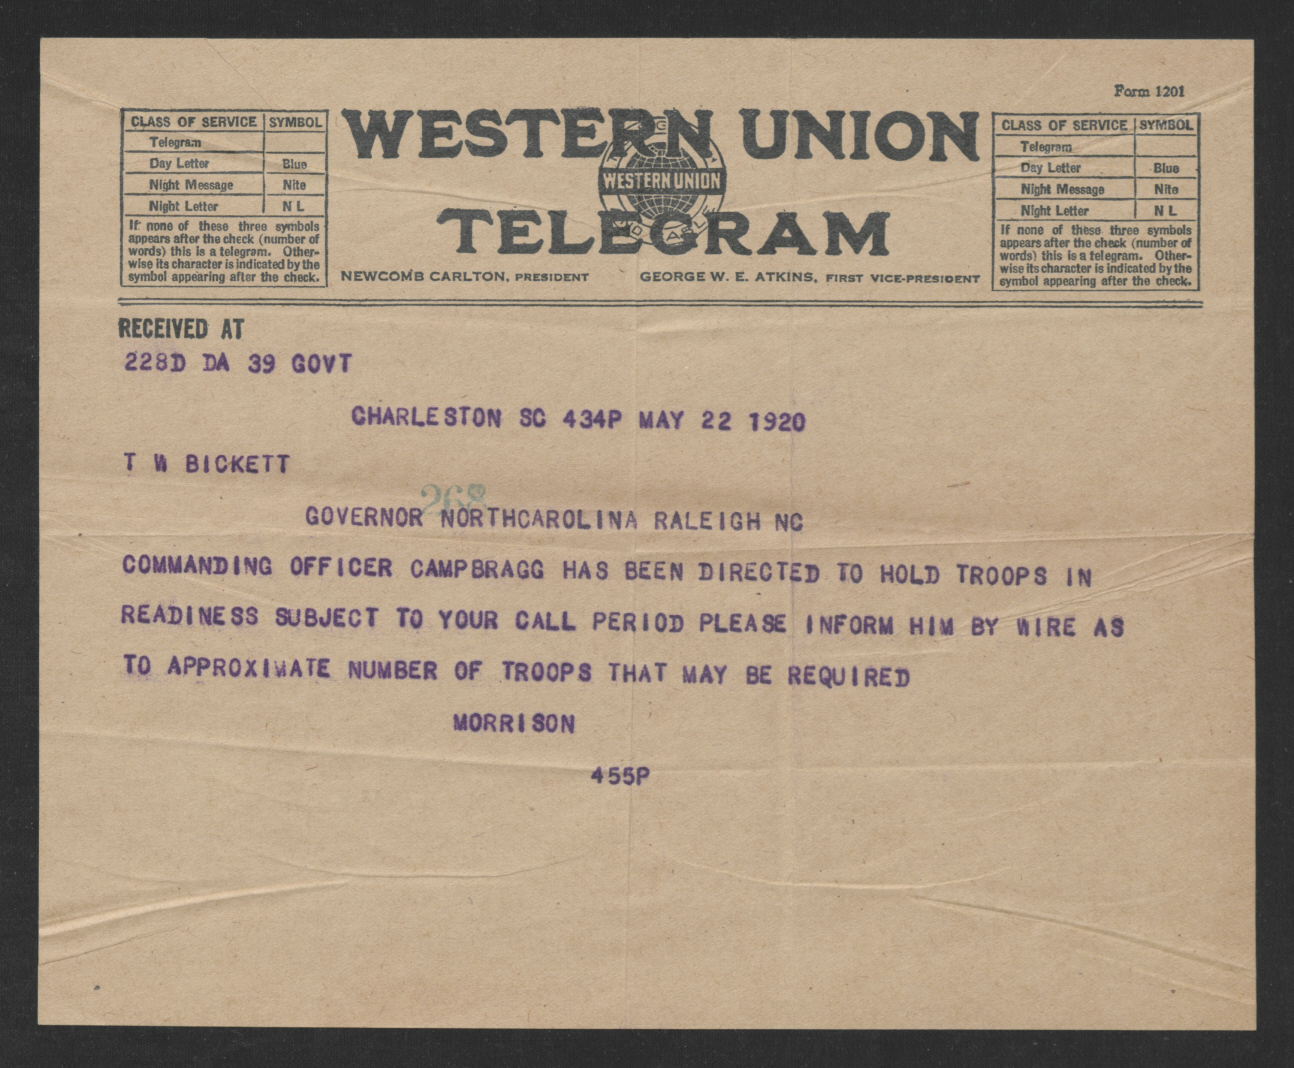 Form 1201
CLASS OF SERVICE SYMBOL
Telegram
Day Letter Blue
Night Message Nite
Night Letter N L
If none of these three symbols
appears after the check (number of
words) this is a telegram. Other-
wise its character is indicated by the
symbol appearing after the check.
WESTERN UNION
WESTERN UNION
TELEGRAM
NEWCOMB CARLTON, PRESIDENT GEORGE W. E. ATKINS, FIRST VICE-PRESIDENT
CLASS OF SERVICE SYMBOL
Telegram
Day Letter Blue
Night Message Nite
Night Letter N L
If none of these three symbols
appears after the check (number of
words) this is a telegram. Other-
wise its character is indicated by the
symbol appearing after the check.
RECEIVED AT
228D DA 39 GOVT
CHARLESTON SC 434P MAY 22 1920
T W BICKETT
268
GOVERNOR NORTHCAROLINA RALEIGH NC
COMMANDING OFFICER CAMPBRAGG HAS BEEN DIRECTED TO HOLD TROOPS IN
READINESS SUBJECT TO YOUR CALL PERIOD PLEASE INFORM HIM BY WIRE AS
TO APPROXIMATE NUMBER OF TROOPS THAT MAY BE REQUIRED
MORRISON
455P